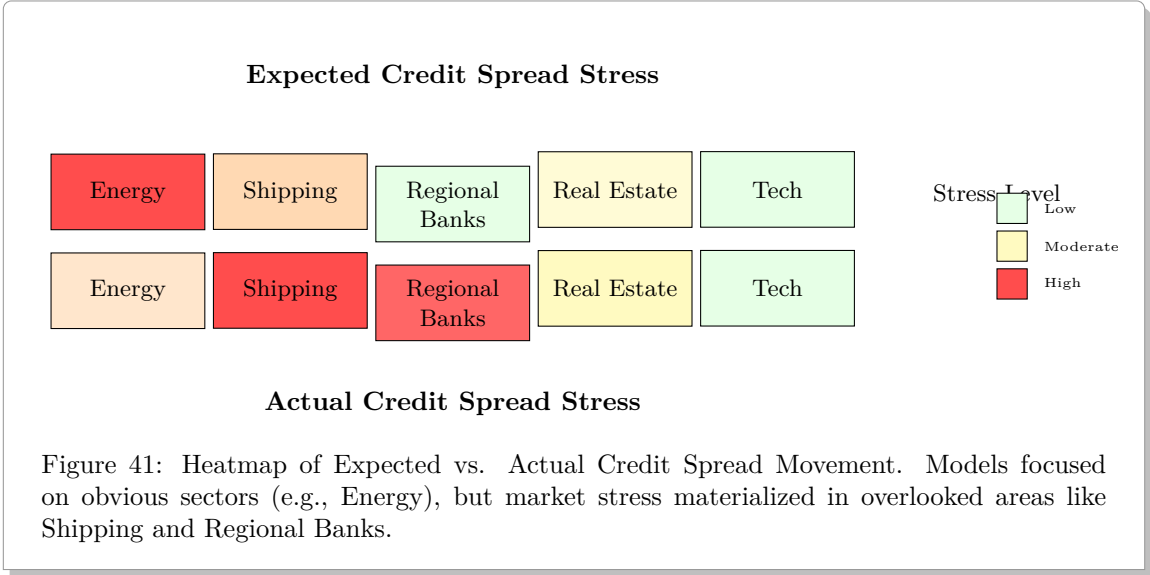 Expected Credit Spread Stress
Energy
Shipping
Regional
Banks
Real Estate
Tech
Stress Level
Low
Moderate
High
Energy
Shipping
Regional
Banks
Real Estate
Tech
Actual Credit Spread Stress
Figure 41: Heatmap of Expected vs. Actual Credit Spread Movement. Models focused
on obvious sectors (e.g., Energy), but market stress materialized in overlooked areas like
Shipping and Regional Banks.